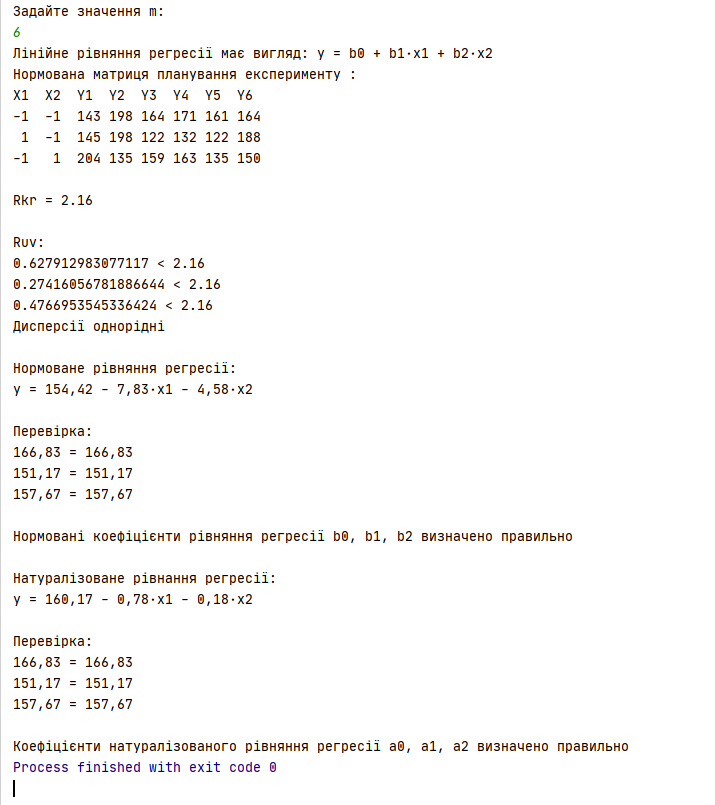 Задайте значення m:
6
Лінійне рівняння регресії має вигляд: y = b0 + b1·x1 + b2·x2
Нормована матриця планування експерименту :
X1  X2  Y1  Y2  Y3  Y4  Y5  Y6
-1  -1  143 198 164 171 161 164
 1  -1  145 198 122 132 122 188
-1   1  204 135 159 163 135 150
Rkr = 2.16
Ruv:
0.627912983077117 < 2.16
0.27416056781886644 < 2.16
0.4766953545336424 < 2.16
Дисперсії однорідні
Нормоване рівняння регресії:
y = 154,42 - 7,83·x1 - 4,58·x2
Перевірка:
166,83 = 166,83
151,17 = 151,17
157,67 = 157,67
Нормовані коефіцієнти рівняння регресії b0, b1, b2 визначено правильно
Натуралізоване рівнання регресії:
y = 160,17 - 0,78·x1 - 0,18·x2
Перевірка:
166,83 = 166,83
151,17 = 151,17
157,67 = 157,67
Коефіцієнти натуралізованого рівняння регресії a0, a1, a2 визначено правильно
Process finished with exit code 0